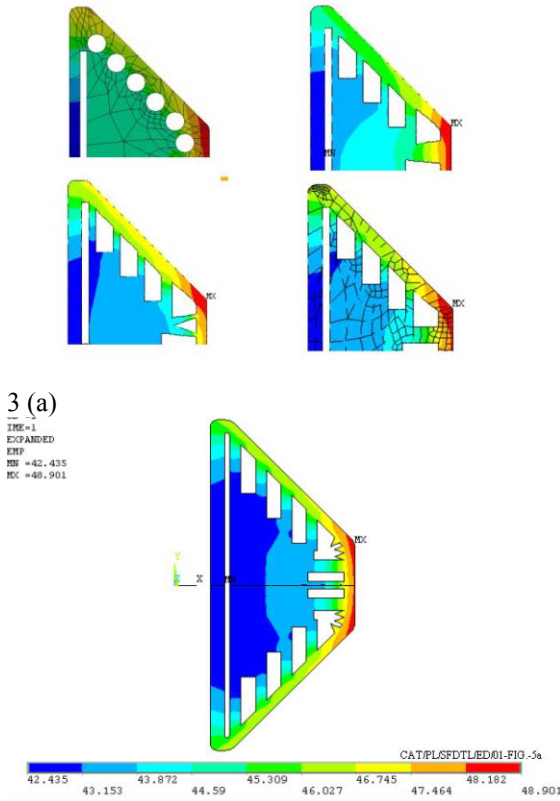 MX
MN
MX
MX
3 (a)
IME=1
EXPANDED
EMP
MN =42.435
MX =48.901
MX
Y
X
CAT/PL/SFDTL/ED/01-FIG.-5a
42.435 43.872 45.309 46.745 48.182
43.153 44.59 46.027 47.464 48.901